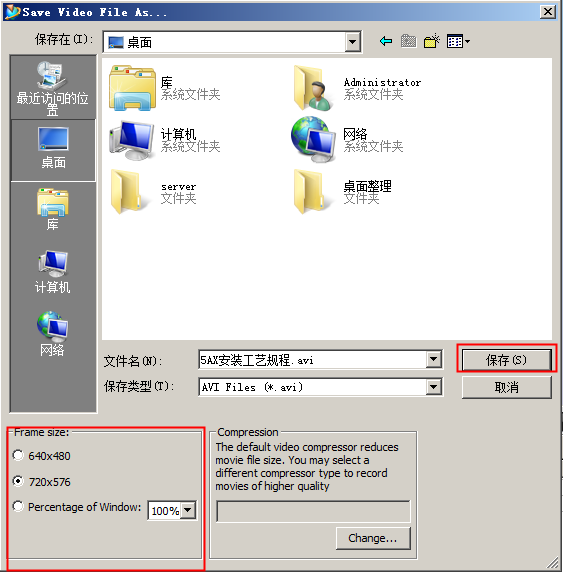 Save Video File As...
保存在(I):
桌面
最近访问的位
置
桌面
库
计算机
网络
库
系统文件夹
Administrator
系统文件夹
计算机
系统文件夹
网络
系统文件夹
server
文件夹
桌面整理
文件夹
文件名(N):
5AX安装工艺规程.avi
保存(S)
保存类型(T):
AVI Files (*.avi)
取消
Frame size:
640x480
720x576
Percentage of Window:
100%
Compression
The default video compressor reduces
movie file size. You may select a
different compressor type to record
movies of higher quality
Change...